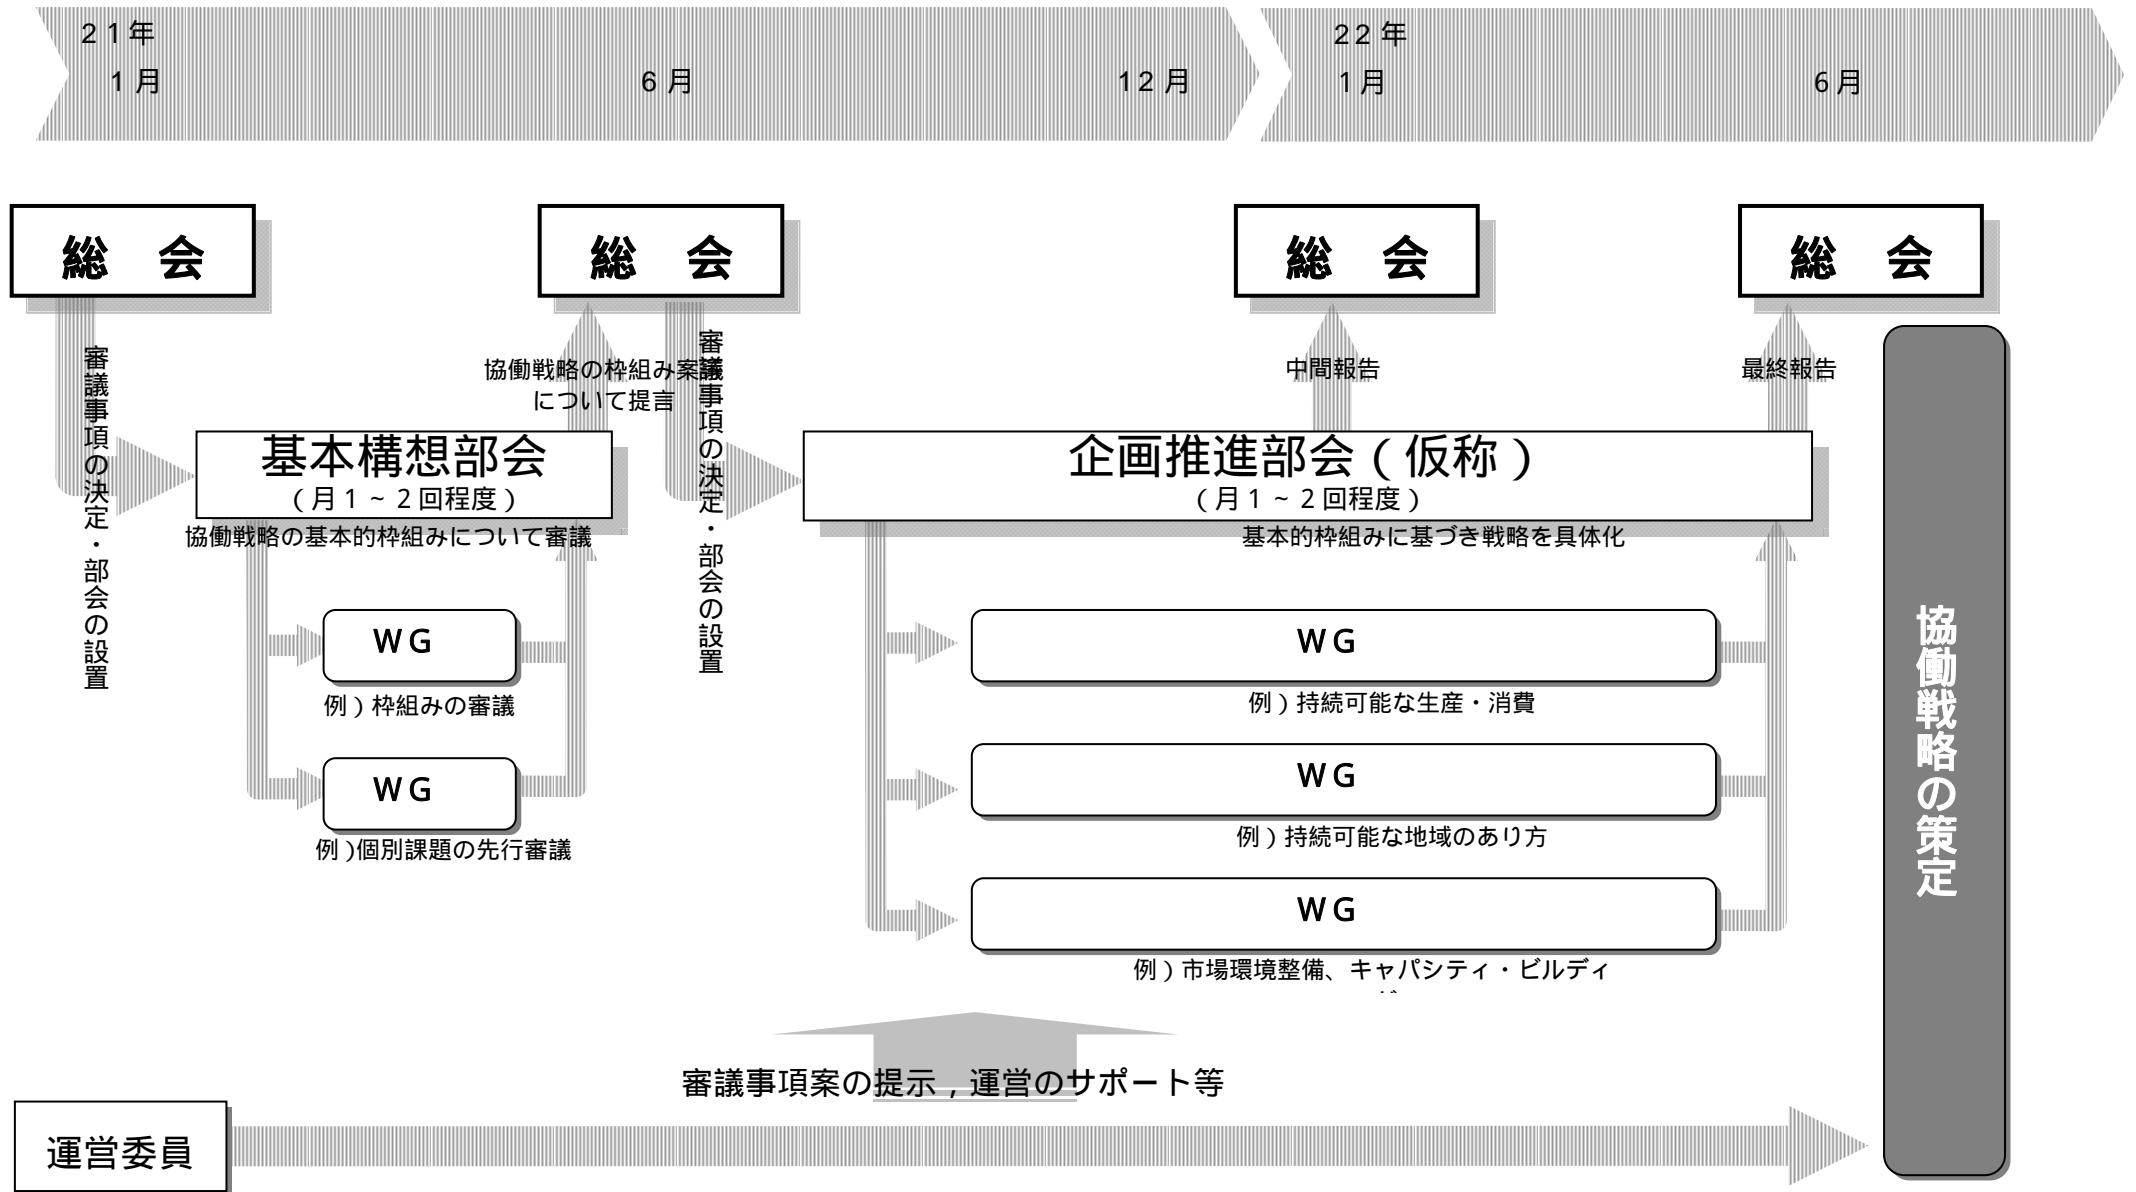 ２１年
１月
６月
１２月
２２年
１月
６月
総　会
総　会
総　会
総　会
審議事項の決定・部会の設置
協働戦略の枠組み案
について提言
審議事項の決定・部会の設置
中間報告
最終報告
基本構想部会
（月１～２回程度）
協働戦略の基本的枠組みについて審議
企画推進部会（仮称）
（月１～２回程度）
基本的枠組みに基づき戦略を具体化
ＷＧ
例）枠組みの審議
ＷＧ
例）個別課題の先行審議
ＷＧ
例）持続可能な生産・消費
ＷＧ
例）持続可能な地域のあり方
ＷＧ
例）市場環境整備、キャパシティ・ビルディ
協働戦略の策定
審議事項案の提示，運営のサポート等
運営委員